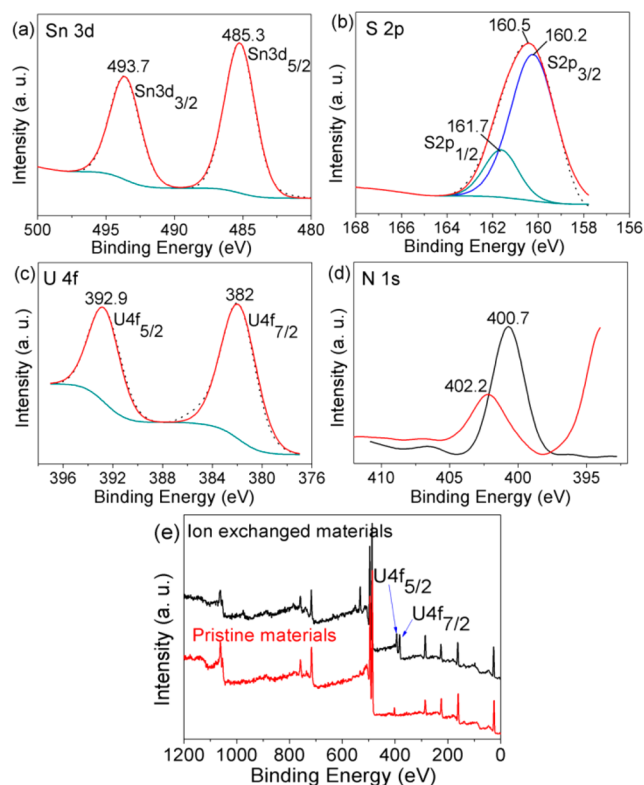 (a) Sn 3d
493.7
Sn3d3/2
485.3
Sn3d5/2
Intensity (a. u.)
500 495 490 485 480
Binding Energy (eV)
(b) S 2p
160.5 160.2
S2p3/2
161.7
S2p1/2
Intensity (a. u.)
168 166 164 162 160 158 156
Binding Energy (eV)
(c) U 4f
392.9
U4f5/2
382
U4f7/2
Intensity (a. u.)
396 392 388 384 380 376
Binding Energy (eV)
(d) N 1s
400.7
402.2
Intensity (a. u.)
410 405 400 395
Binding Energy (eV)
(e) Ion exchanged materials
U4f5/2
U4f7/2
Pristine materials
Intensity (a. u.)
1200 1000 800 600 400 200 0
Binding Energy (eV)